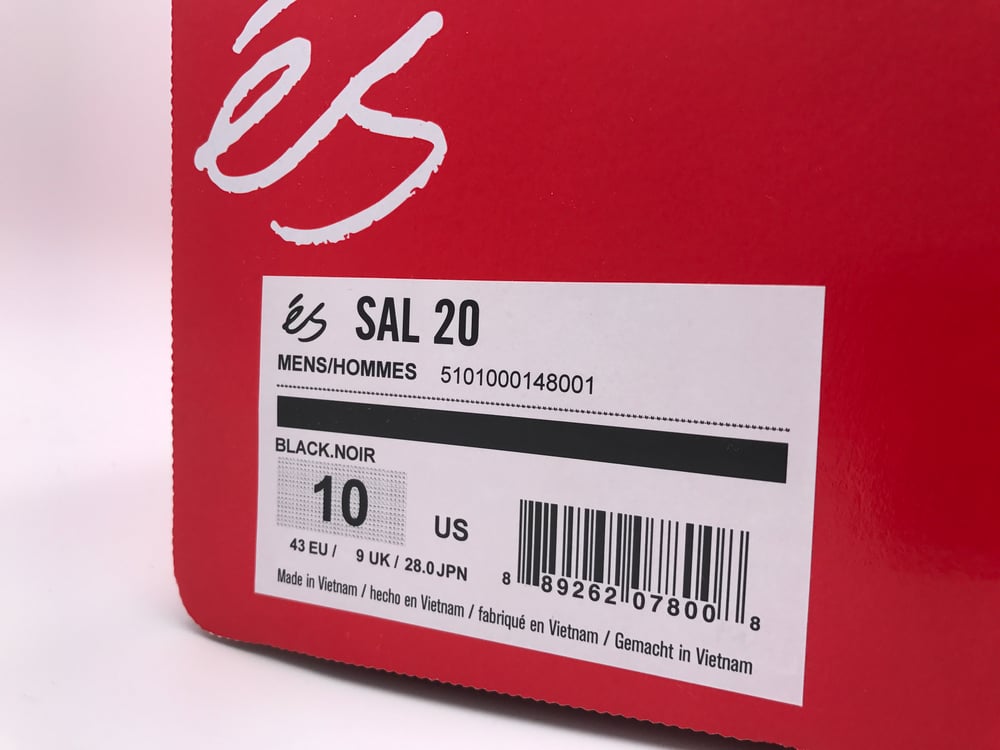 és
és SAL 20
MENS/HOMMES 5101000148001
BLACK.NOIR
10 US
43 EU / 9 UK / 28.0 JPN
8 89262 07800 8
Made in Vietnam / hecho en Vietnam / fabriqué en Vietnam / Gemacht in Vietnam